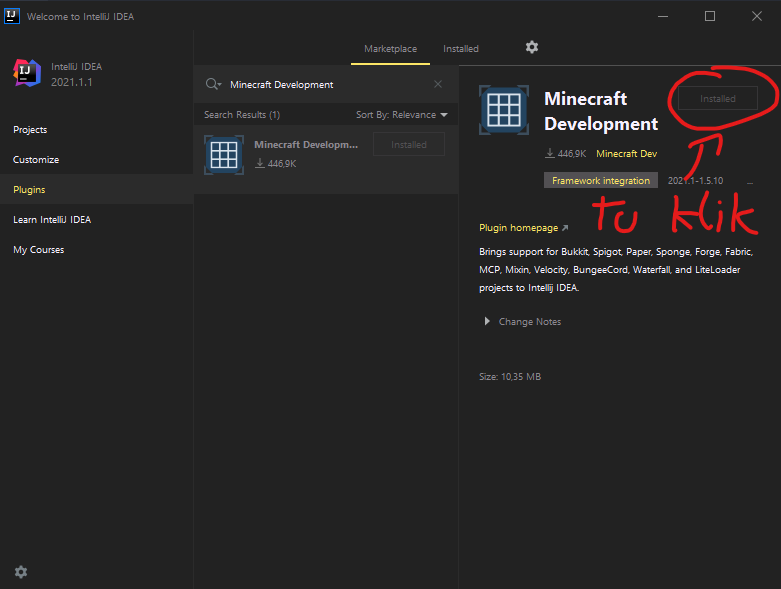 Welcome to IntelliJ IDEA
IntelliJ IDEA
2021.1.1
Projects
Customize
Plugins
Learn IntelliJ IDEA
My Courses
Marketplace
Installed
Minecraft Development
Search Results (1)
Sort By: Relevance
Minecraft Developm...
Installed
446,9K
Minecraft
Development
Installed
446,9K
Minecraft Dev
Framework integration
2021.1-1.5.10
...
tu klik
Plugin homepage
Brings support for Bukkit, Spigot, Paper, Sponge, Forge, Fabric,
MCP, Mixin, Velocity, BungeeCord, Waterfall, and LiteLoader
projects to Intellij IDEA.
Change Notes
Size: 10,35 MB